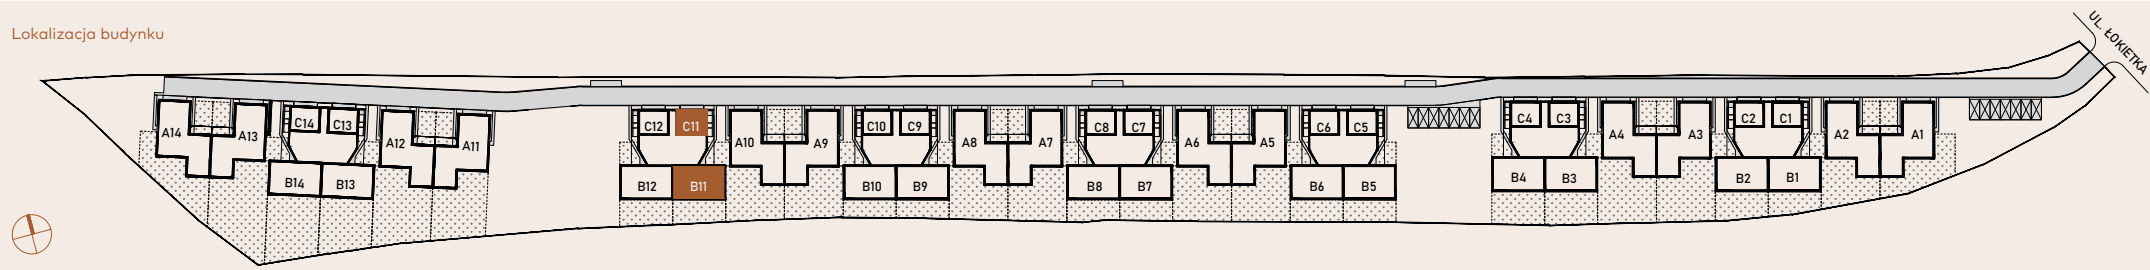 Lokalizacja budynku
UL. ŁOKIETKA
A14 A13 C14 C13 A12 A11 C12 C11 A10 A9 C10 C9 A8 A7 C8 C7 A6 A5 C6 C5 C4 C3 A4 A3 C2 C1 A2 A1
B14 B13 B12 B11 B10 B9 B8 B7 B6 B5 B4 B3 B2 B1